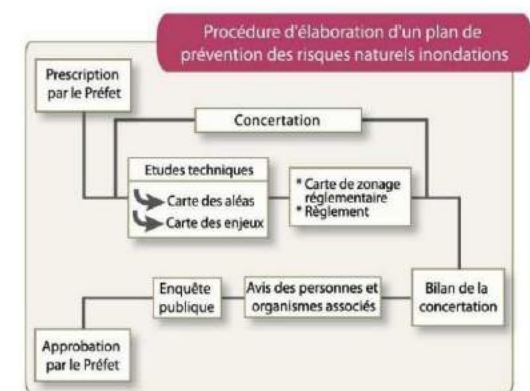 Procédure d'élaboration d'un plan de
prévention des risques naturels inondations
Prescription
par le Préfet
Concertation
Etudes techniques
Carte des aléas
Carte des enjeux
* Carte de zonage
réglementaire
* Règlement
Enquête
publique
Avis des personnes et
organismes associés
Bilan de la
concertation
Approbation
par le Préfet